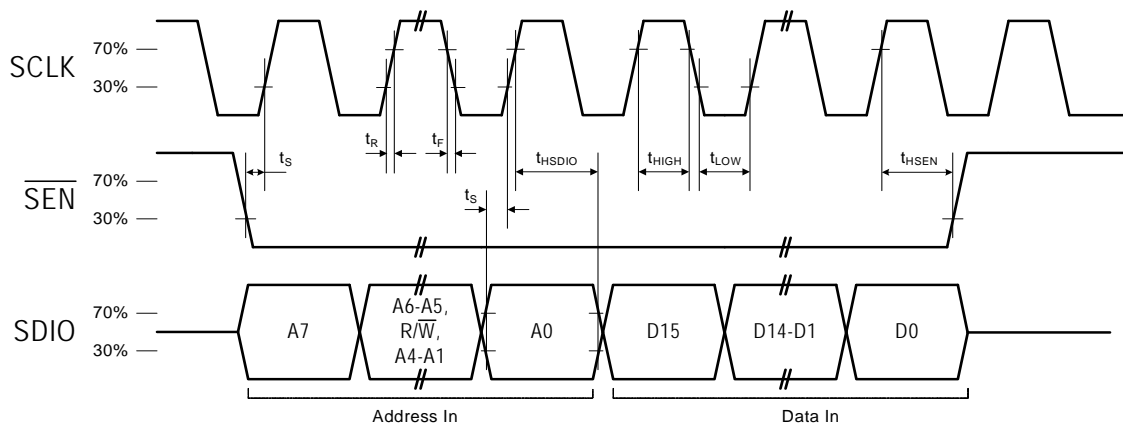 SCLK
70%
30%
tS
tR
tF
tHSDIO
tHIGH
tLOW
tHSEN
SEN
70%
30%
tS
SDIO
70%
30%
A7
A6-A5,
R/W,
A4-A1
A0
D15
D14-D1
D0
Address In
Data In